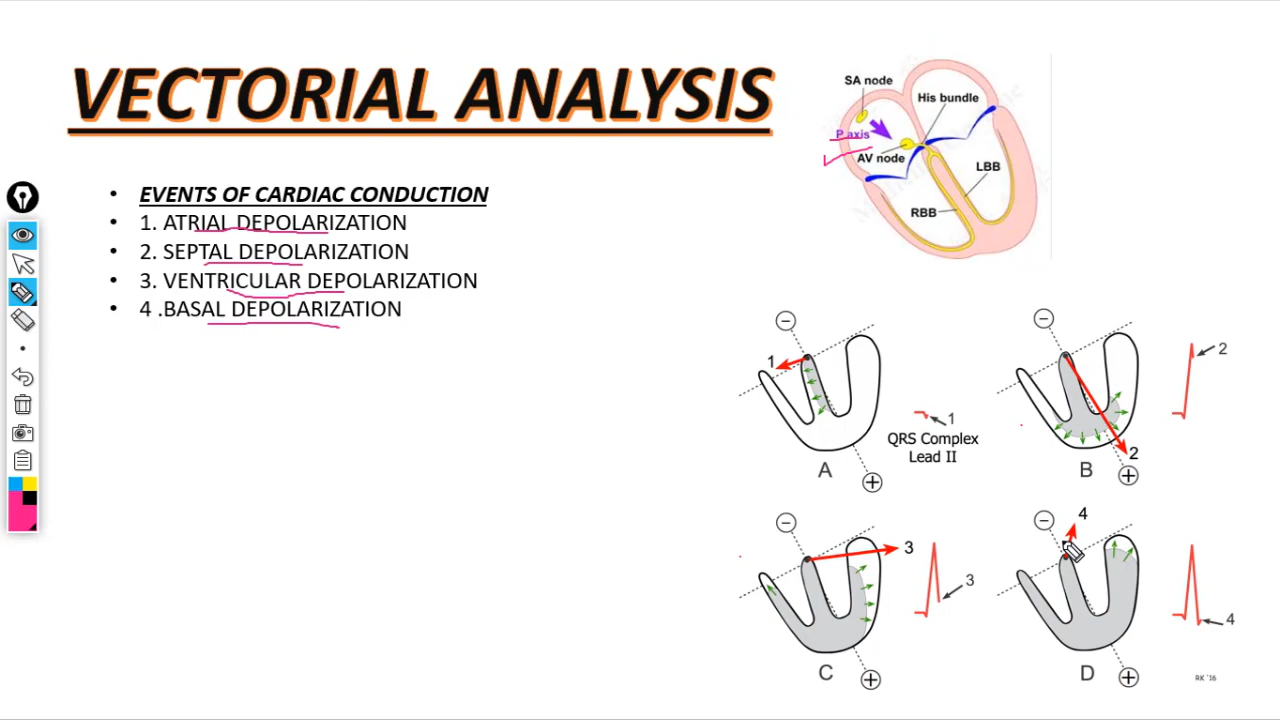 VECTORIAL ANALYSIS
• EVENTS OF CARDIAC CONDUCTION
• 1. ATRIAL DEPOLARIZATION
• 2. SEPTAL DEPOLARIZATION
• 3. VENTRICULAR DEPOLARIZATION
• 4 .BASAL DEPOLARIZATION
SA node
His bundle
P axis
AV node
LBB
RBB
−
1
1
QRS Complex
Lead II
A
+
−
2
2
B
+
−
3
3
C
+
−
4
4
D
+
RK '16